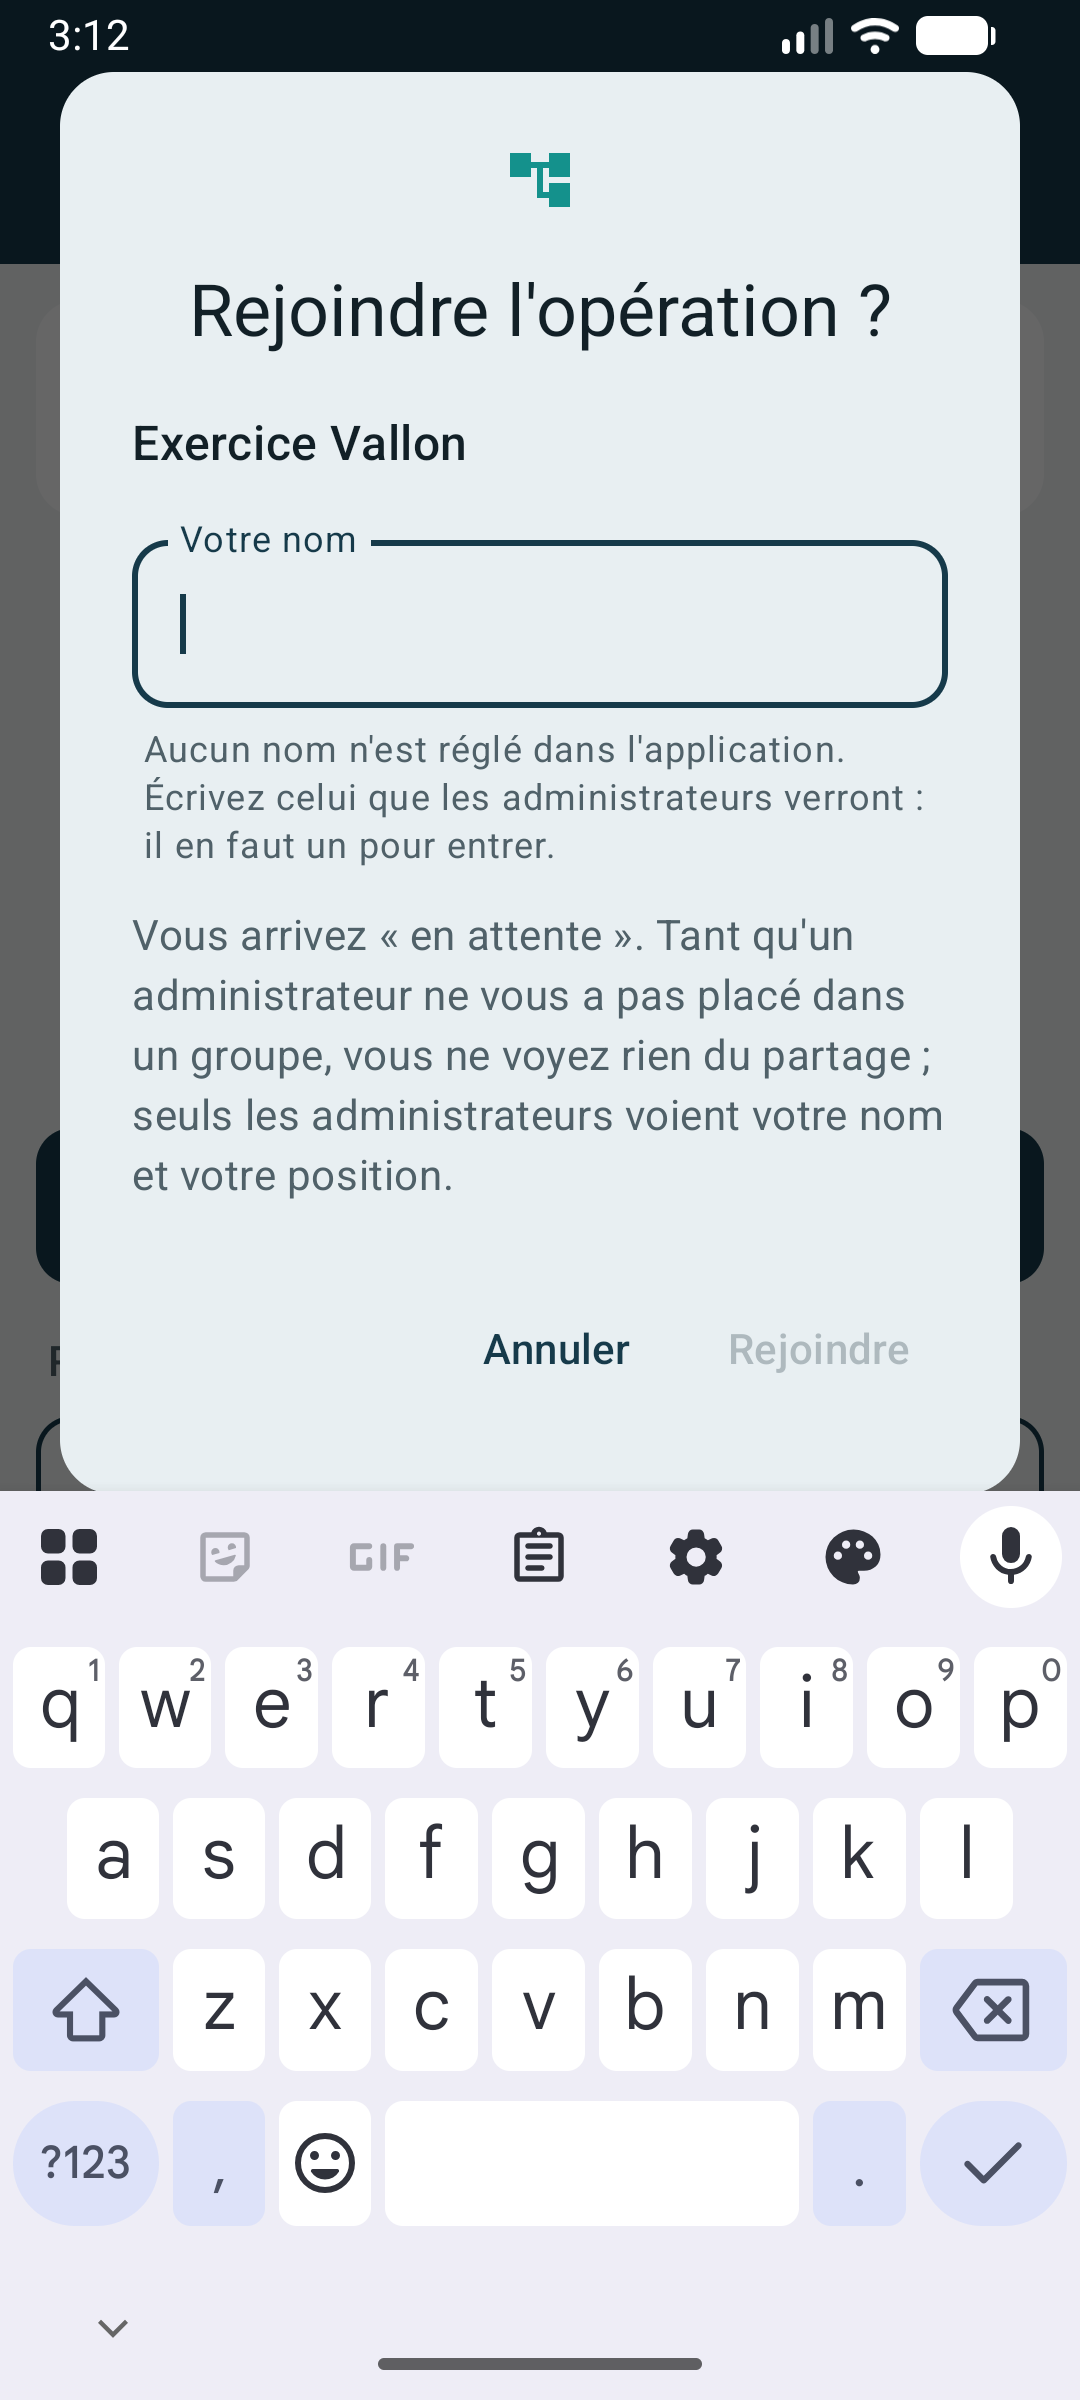 3:12
Rejoindre l'opération ?
Exercice Vallon
Votre nom
Aucun nom n'est réglé dans l'application.
Écrivez celui que les administrateurs verront :
il en faut un pour entrer.
Vous arrivez « en attente ». Tant qu'un
administrateur ne vous a pas placé dans
un groupe, vous ne voyez rien du partage ;
seuls les administrateurs voient votre nom
et votre position.
Annuler Rejoindre
GIF
q1 w2 e3 r4 t5 y6 u7 i8 o9 p0
a s d f g h j k l
z x c v b n m
?123 , .